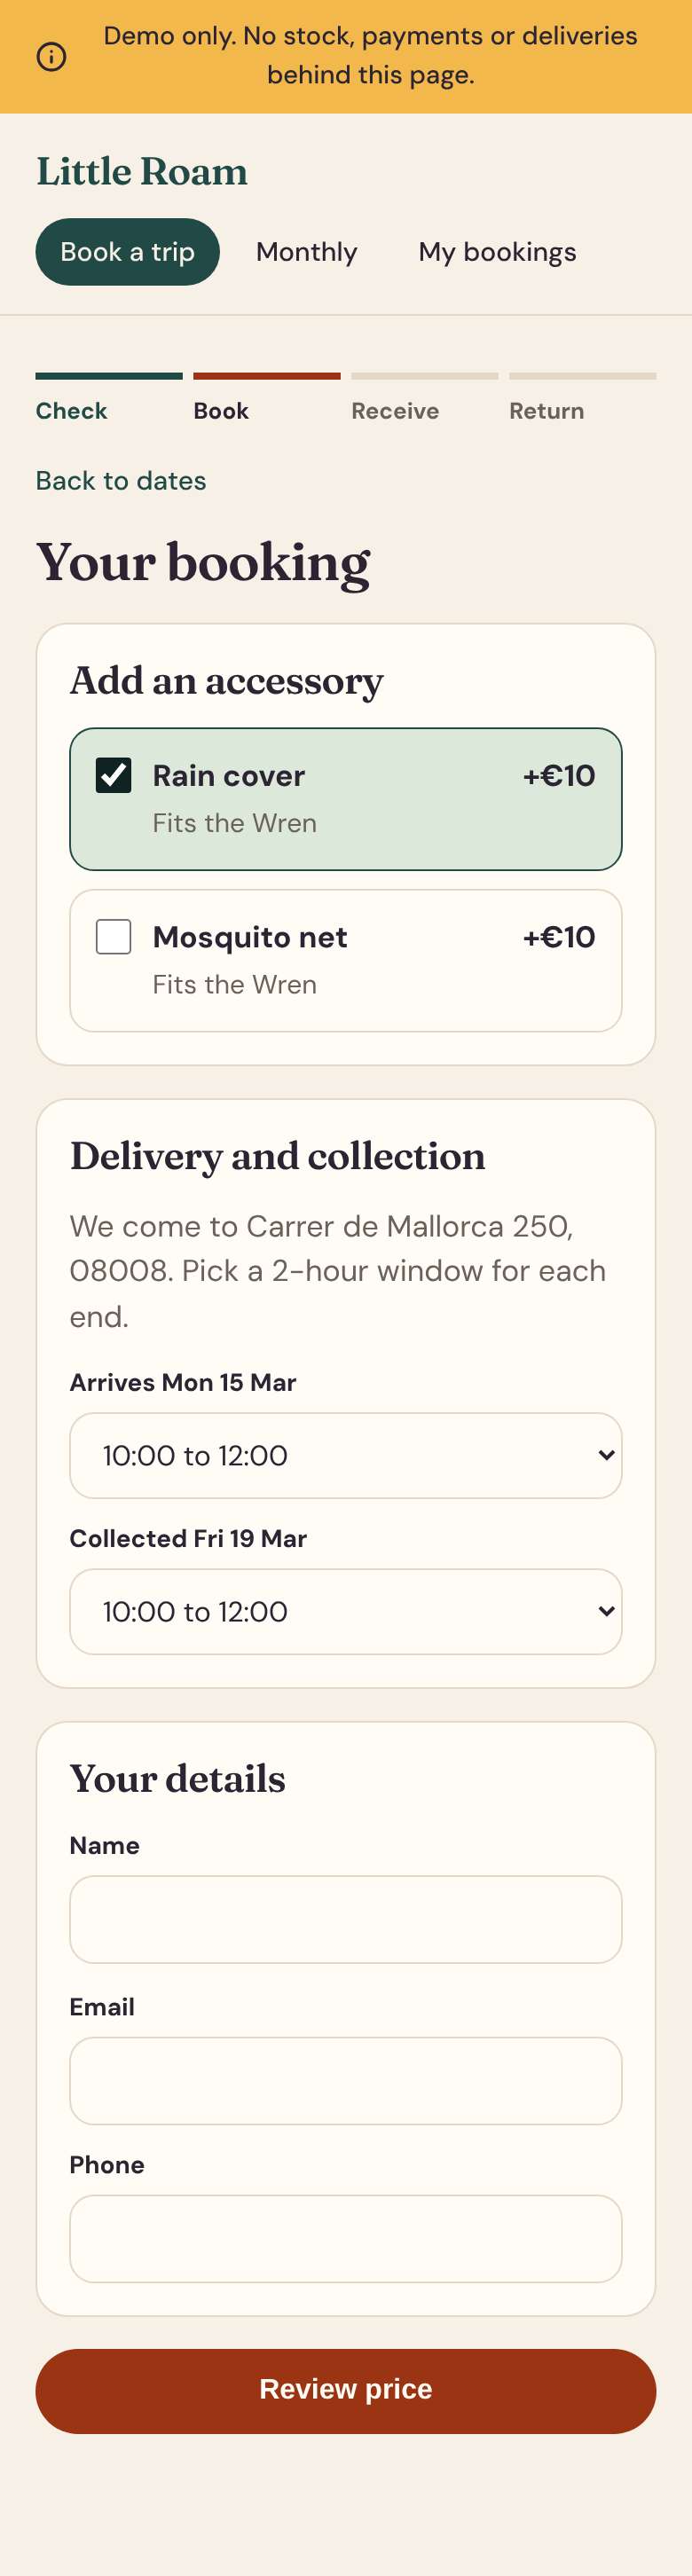 Demo only. No stock, payments or deliveries
behind this page.
Little Roam
Book a trip
Monthly
My bookings
Check
Book
Receive
Return
Back to dates
Your booking
Add an accessory
Rain cover +€10
Fits the Wren
Mosquito net +€10
Fits the Wren
Delivery and collection
We come to Carrer de Mallorca 250,
08008. Pick a 2-hour window for each
end.
Arrives Mon 15 Mar
10:00 to 12:00
Collected Fri 19 Mar
10:00 to 12:00
Your details
Name
Email
Phone
Review price